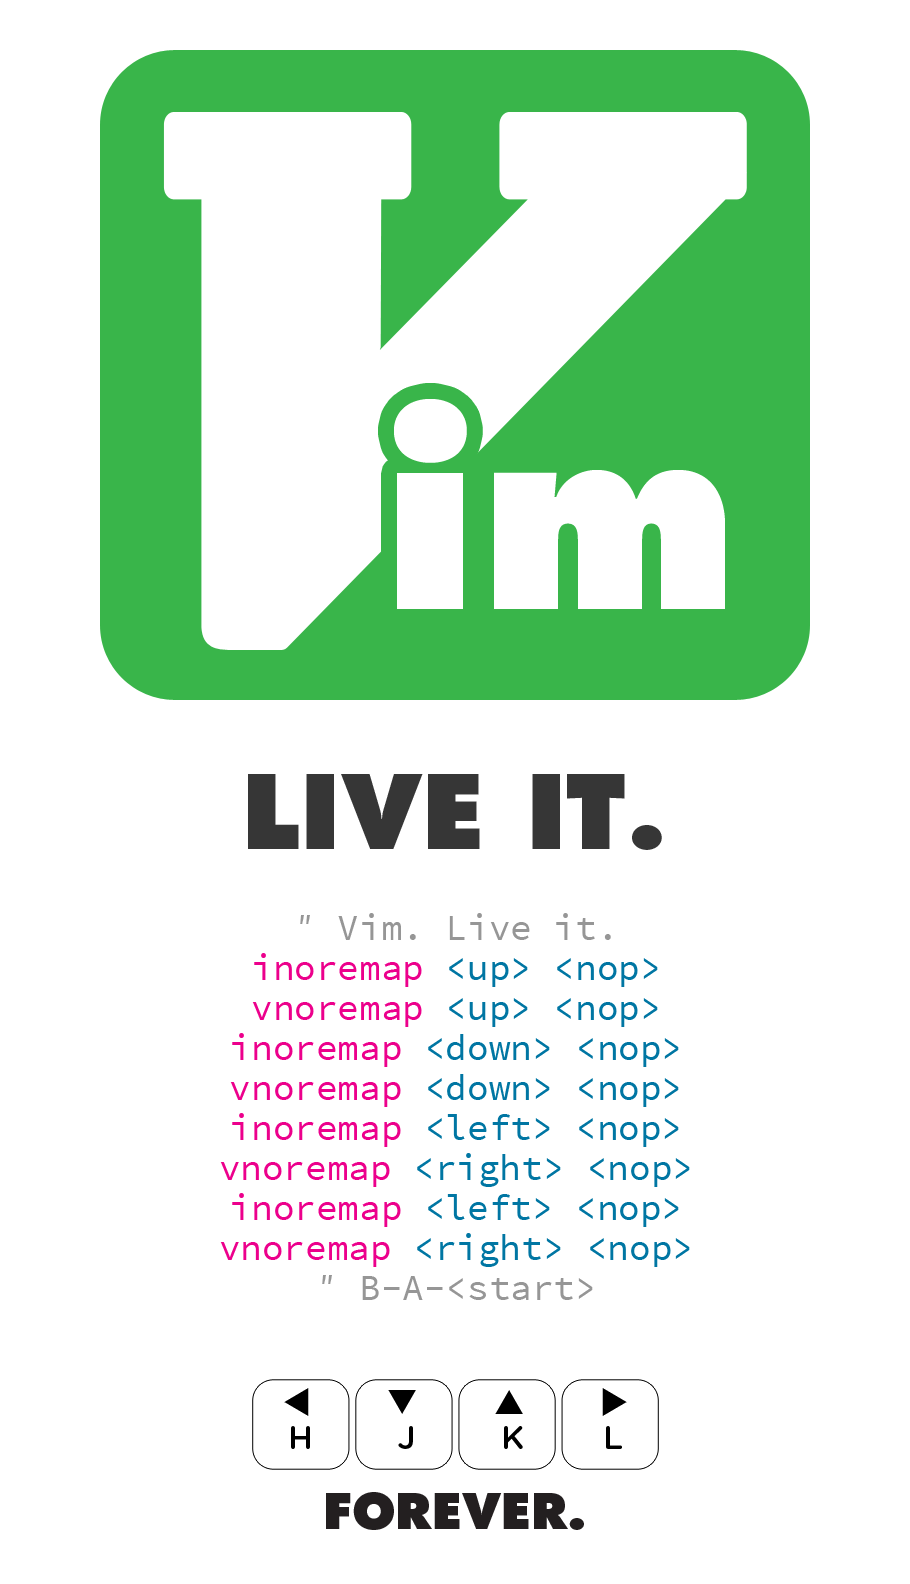 Vim
LIVE IT.
" Vim. Live it.
inoremap <up> <nop>
vnoremap <up> <nop>
inoremap <down> <nop>
vnoremap <down> <nop>
inoremap <left> <nop>
vnoremap <right> <nop>
inoremap <left> <nop>
vnoremap <right> <nop>
" B-A-<start>
H J K L
FOREVER.